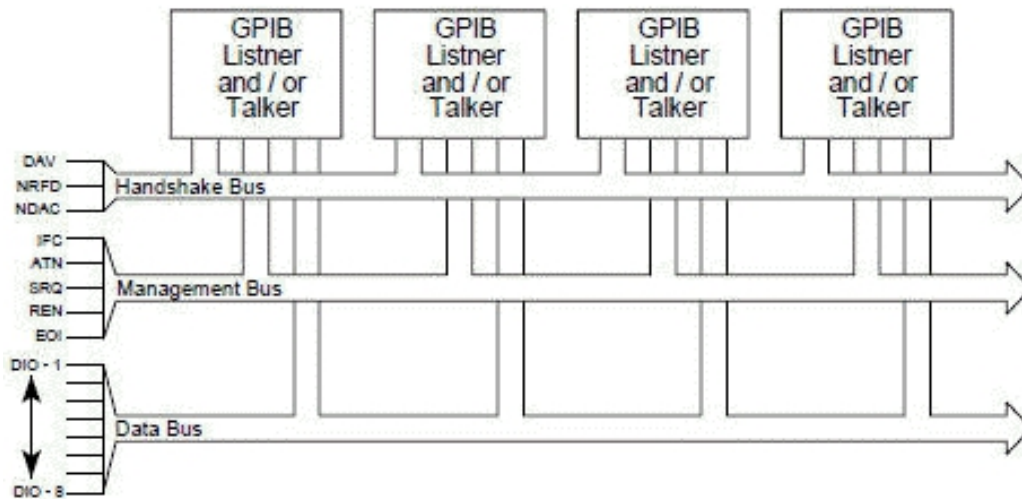 GPIB
Listner
and / or
Talker
GPIB
Listner
and / or
Talker
GPIB
Listner
and / or
Talker
GPIB
Listner
and / or
Talker
DAV
NRFD
NDAC
Handshake Bus
IFC
ATN
SRQ
REN
EOI
Management Bus
DIO - 1
DIO - 8
Data Bus